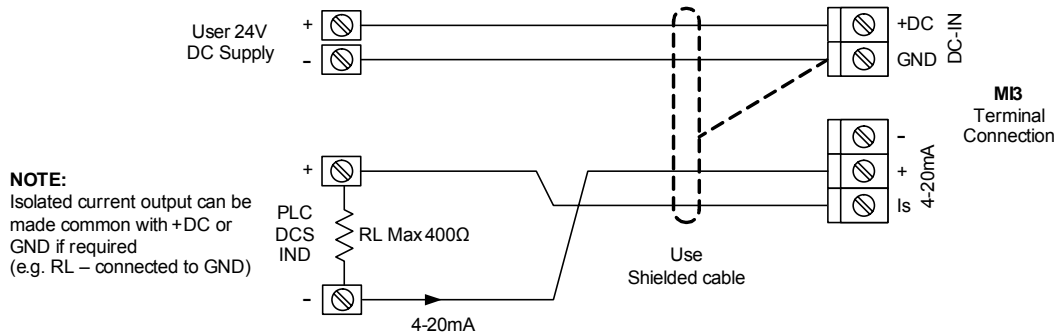 User 24V
DC Supply
+
-
+DC
GND
DC-IN
MI3
Terminal
Connection
-
+
Is
4-20mA
NOTE:
Isolated current output can be
made common with +DC or
GND if required
(e.g. RL – connected to GND)
+
PLC
DCS
IND
RL Max 400Ω
-
4-20mA
Use
Shielded cable